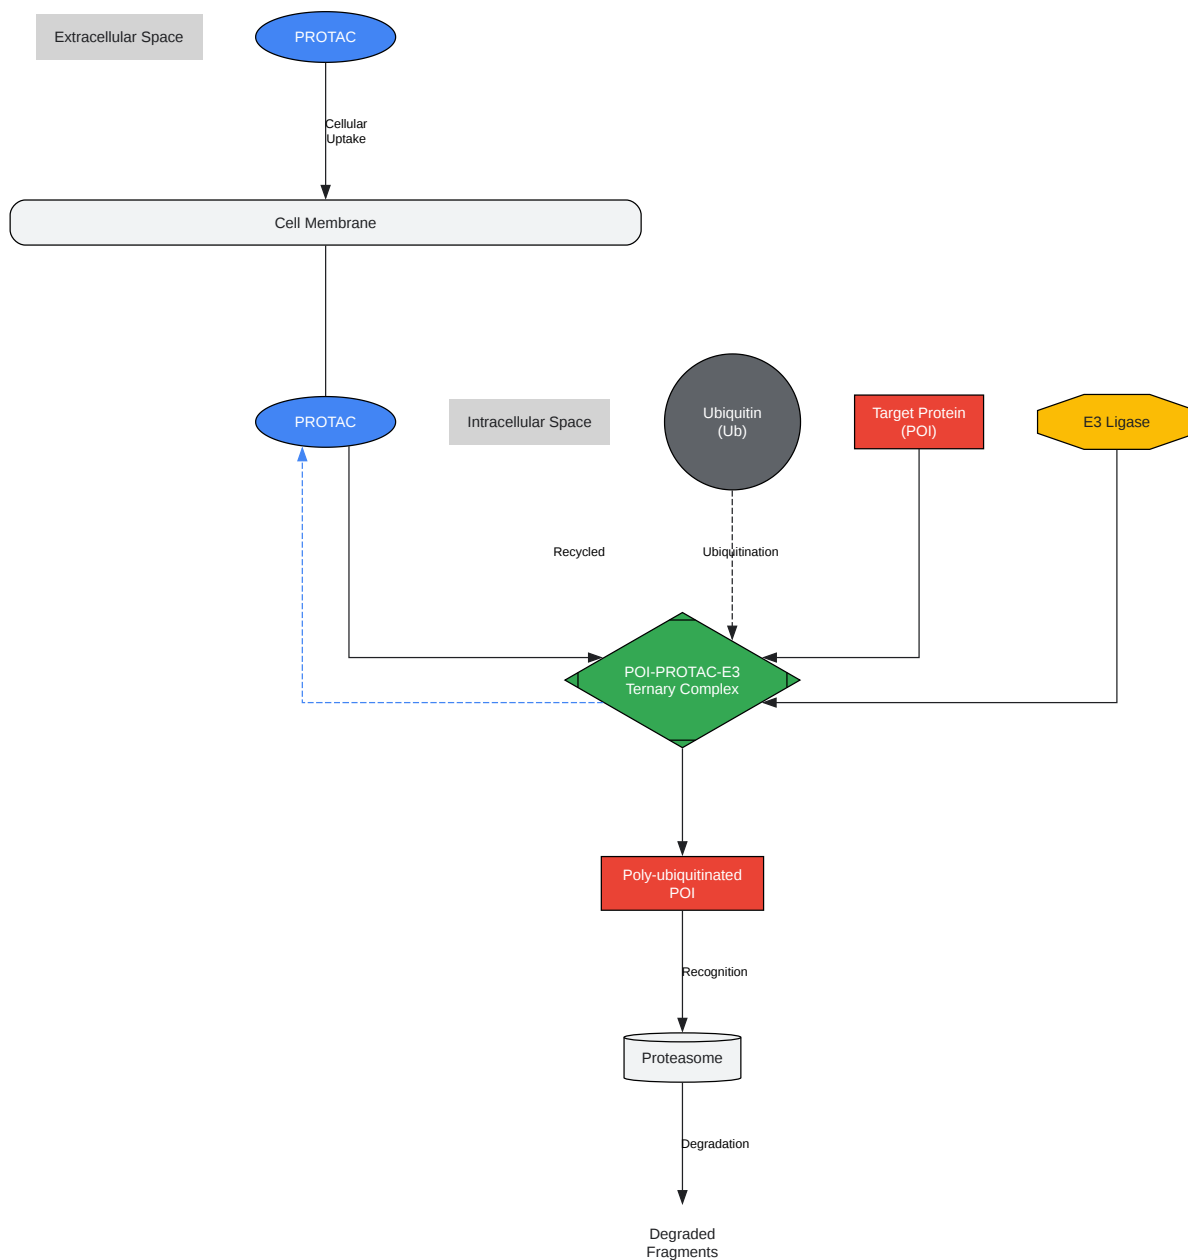 Extracellular Space
PROTAC
Cellular
Uptake
Cell Membrane
PROTAC
Intracellular Space
Ubiquitin
(Ub)
Target Protein
(POI)
E3 Ligase
Recycled
Ubiquitination
POI-PROTAC-E3
Ternary Complex
Poly-ubiquitinated
POI
Recognition
Proteasome
Degradation
Degraded
Fragments